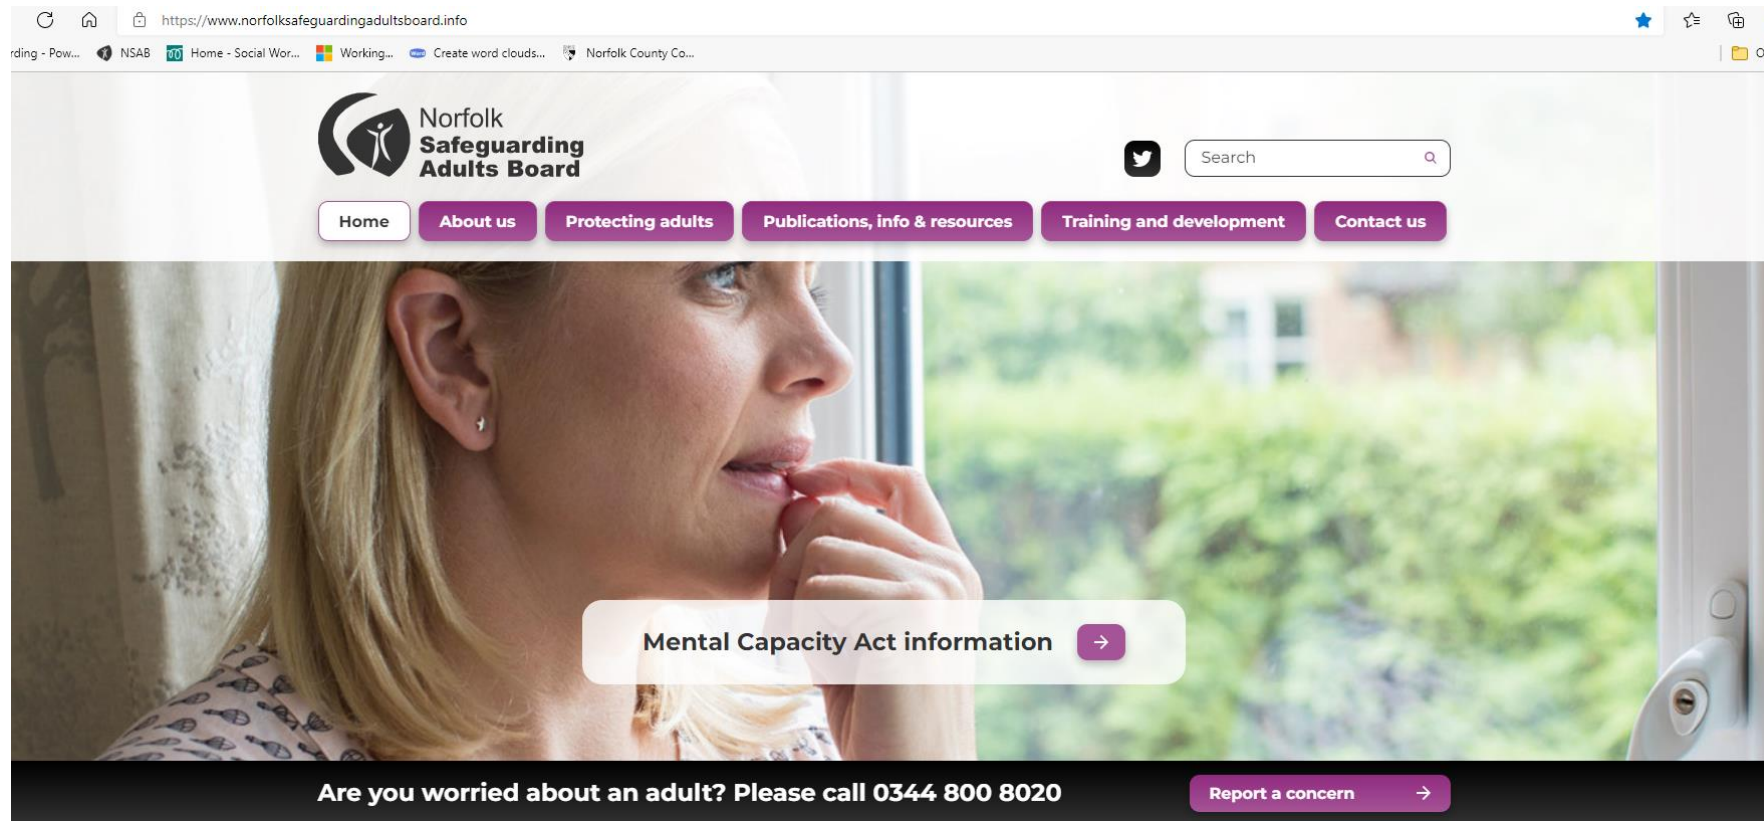 https://www.norfolksafeguardingadultsboard.info
rding - Pow... NSAB Home - Social Wor... Working... Create word clouds... Norfolk County Co... O
Norfolk
Safeguarding
Adults Board
Search
Home About us Protecting adults Publications, info & resources Training and development Contact us
Mental Capacity Act information
Are you worried about an adult? Please call 0344 800 8020 Report a concern